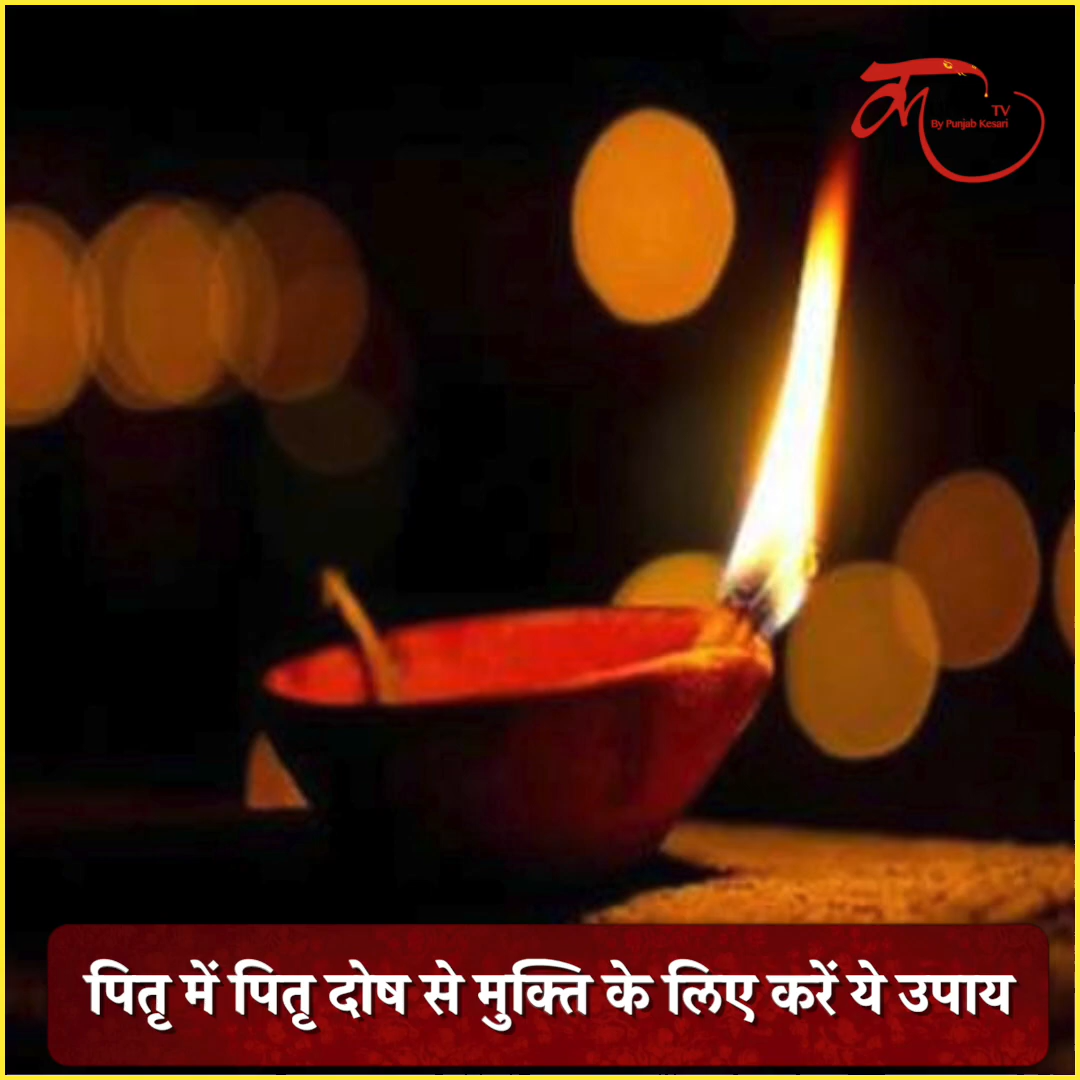 TV
By Punjab Kesari
पितृ में पितृ दोष से मुक्ति के लिए करें ये उपाय